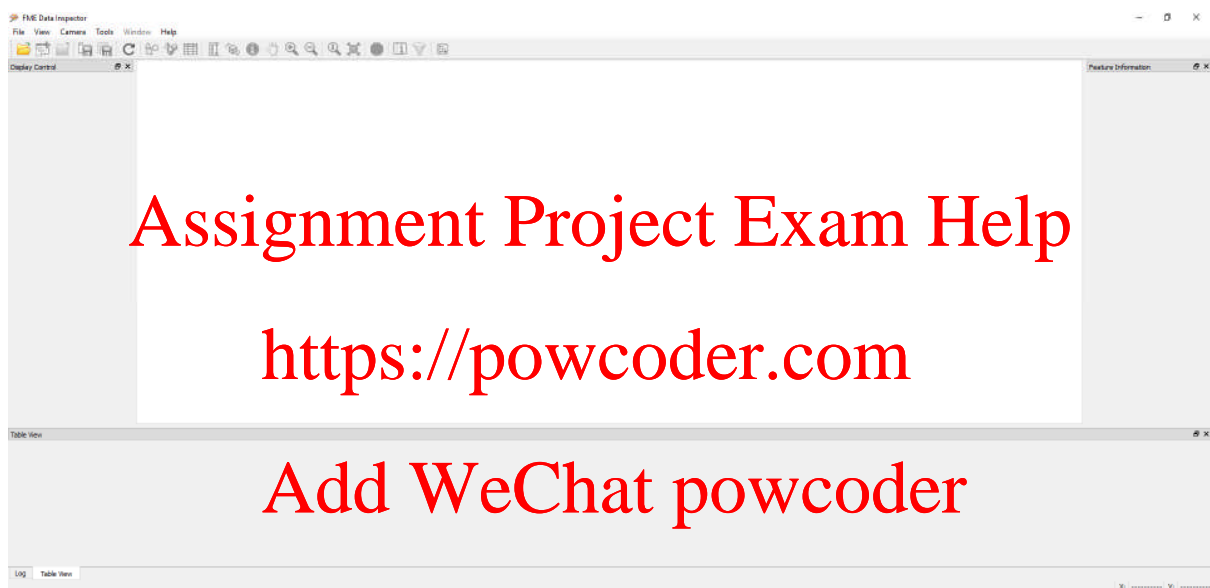 FME Data Inspector
File View Camera Tools Window Help
Display Control
Feature Information
Assignment Project Exam Help
https://powcoder.com
Table View
Add WeChat powcoder
Log Table View